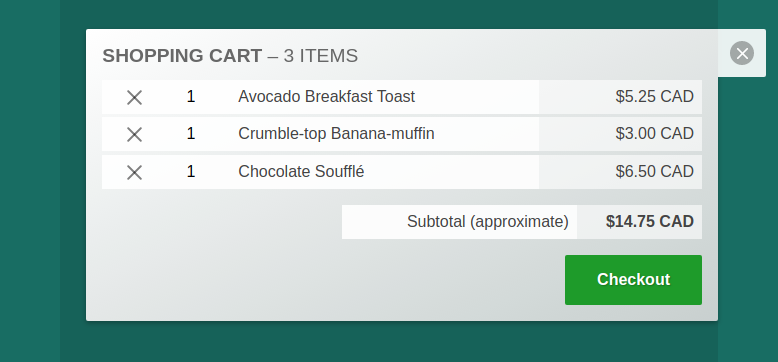 SHOPPING CART – 3 ITEMS
1 Avocado Breakfast Toast $5.25 CAD
1 Crumble-top Banana-muffin $3.00 CAD
1 Chocolate Soufflé $6.50 CAD
Subtotal (approximate) $14.75 CAD
Checkout